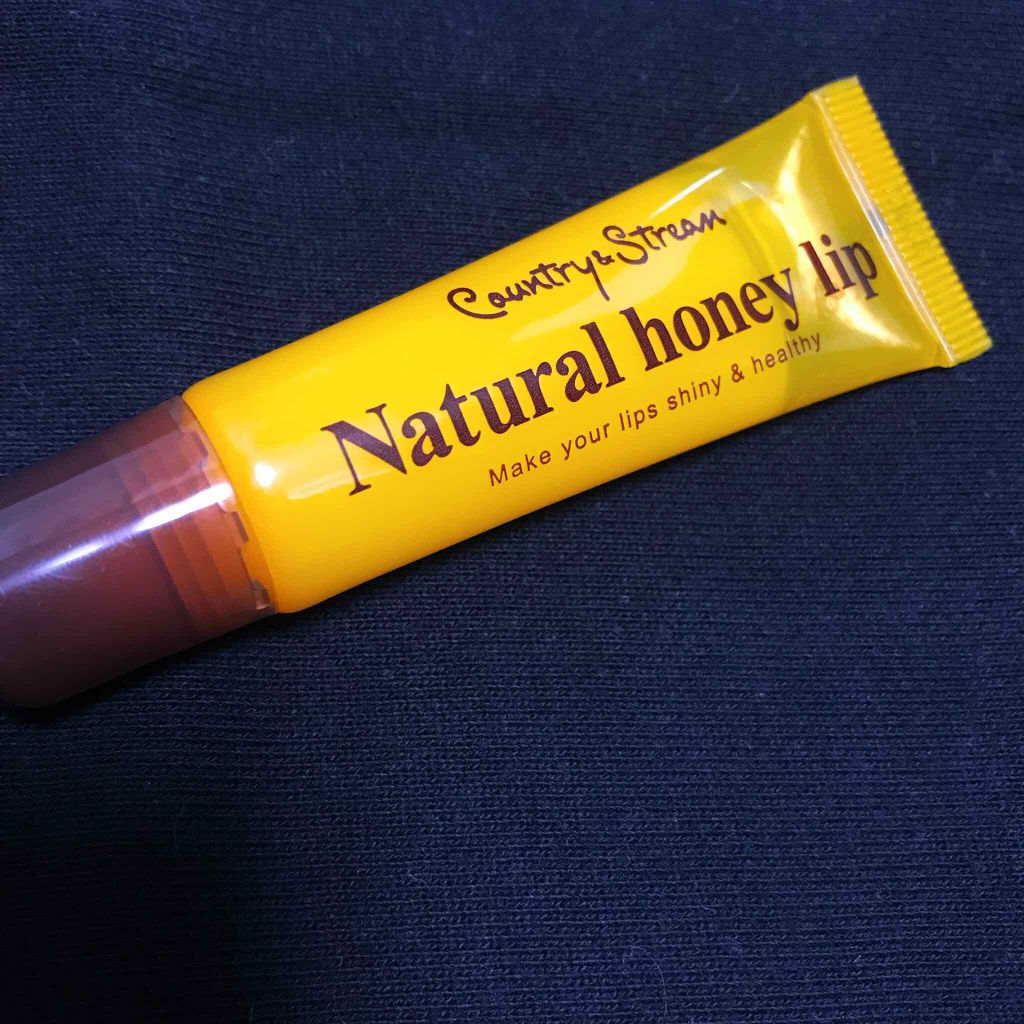 Country & Stream
Natural honey lip
Make your lips shiny & healthy